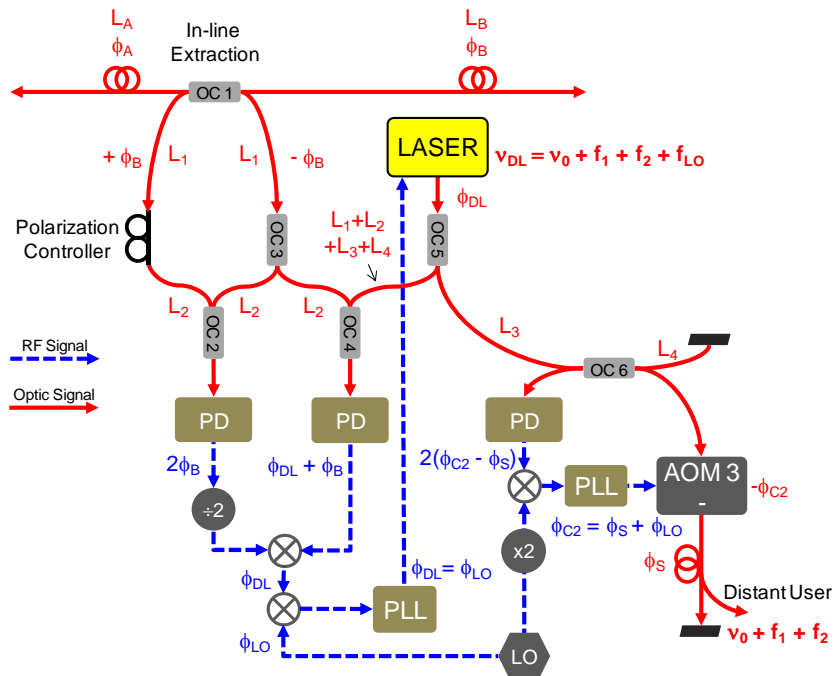 L_A
ϕ_A
In-line
Extraction
L_B
ϕ_B
OC 1
+ ϕ_B
L_1
L_1
- ϕ_B
LASER
ν_DL = ν_0 + f_1 + f_2 + f_LO
ϕ_DL
Polarization
Controller
OC 3
L_1+L_2
+L_3+L_4
OC 5
L_2
L_2
L_2
OC 2
OC 4
L_3
L_4
OC 6
RF Signal
Optic Signal
PD
PD
PD
2ϕ_B
ϕ_DL + ϕ_B
2(ϕ_C2 - ϕ_S)
PLL
AOM 3
-
-ϕ_C2
÷2
ϕ_C2 = ϕ_S + ϕ_LO
x2
ϕ_DL
ϕ_DL = ϕ_LO
ϕ_S
Distant User
PLL
ϕ_LO
LO
ν_0 + f_1 + f_2